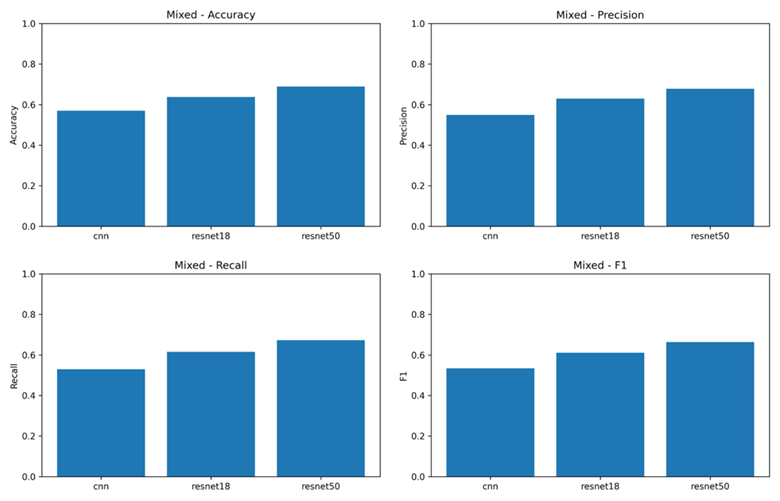 Mixed - Accuracy
1.0
0.8
0.6
0.4
0.2
0.0
Accuracy
cnn resnet18 resnet50
Mixed - Precision
1.0
0.8
0.6
0.4
0.2
0.0
Precision
cnn resnet18 resnet50
Mixed - Recall
1.0
0.8
0.6
0.4
0.2
0.0
Recall
cnn resnet18 resnet50
Mixed - F1
1.0
0.8
0.6
0.4
0.2
0.0
F1
cnn resnet18 resnet50